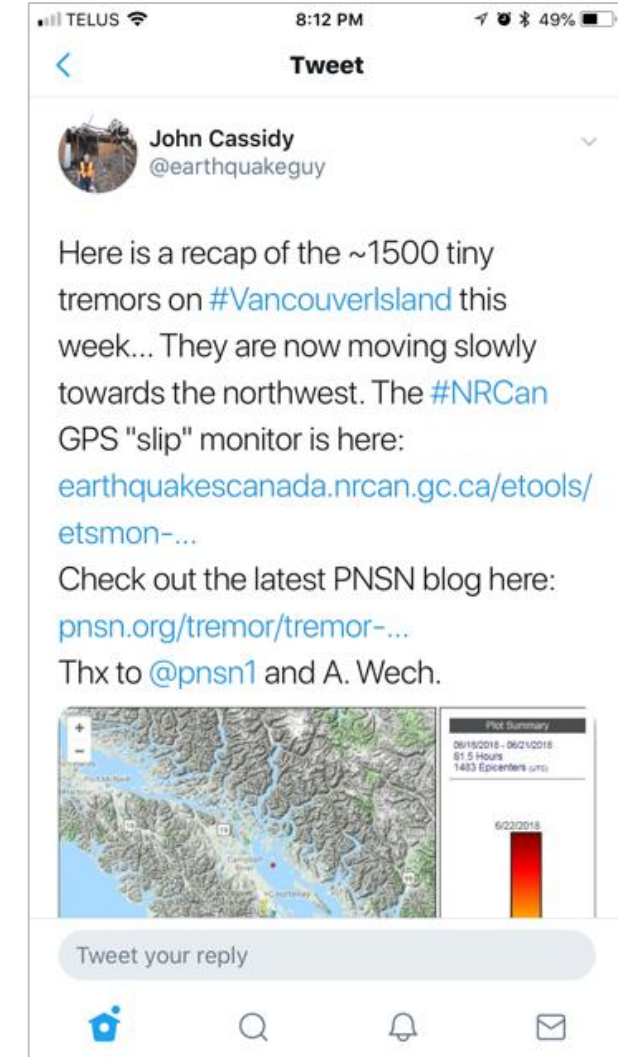 TELUS 8:12 PM 49%
Tweet
John Cassidy
@earthquakeguy
Here is a recap of the ~1500 tiny
tremors on #VancouverIsland this
week... They are now moving slowly
towards the northwest. The #NRCan
GPS "slip" monitor is here:
earthquakescanada.nrcan.gc.ca/etools/
etsmon-...
Check out the latest PNSN blog here:
pnsn.org/tremor/tremor-...
Thx to @pnsn1 and A. Wech.
+
−
Plot Summary
06/18/2018 - 06/21/2018
81.5 Hours
1483 Epicenters (UTC)
6/22/2018
Campbell
River
Courtenay
Tweet your reply